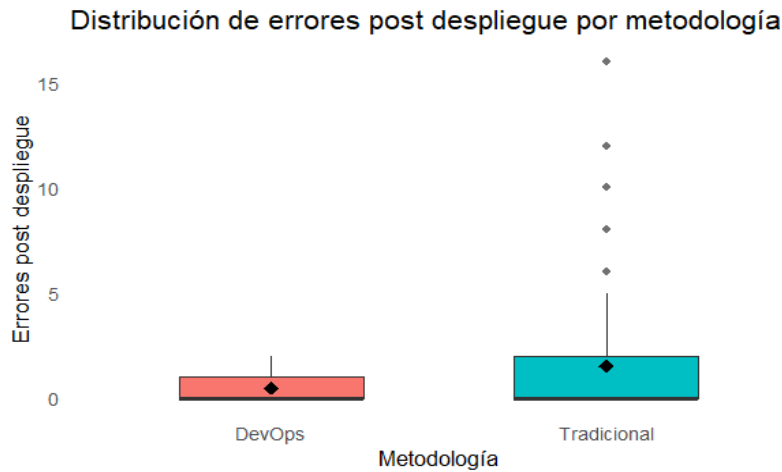 Distribución de errores post despliegue por metodología
Errores post despliegue
15
10
5
0
DevOps
Tradicional
Metodología